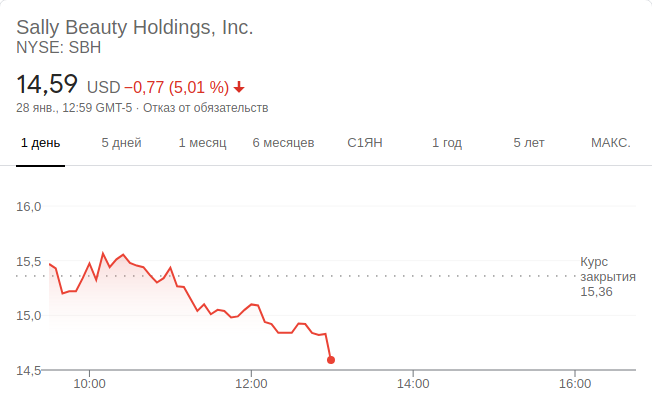 Sally Beauty Holdings, Inc.
NYSE: SBH
14,59 USD −0,77 (5,01 %)
28 янв., 12:59 GMT-5 · Отказ от обязательств
1 день 5 дней 1 месяц 6 месяцев С1ЯН 1 год 5 лет МАКС.
16,0
15,5
Курс
закрытия
15,36
15,0
14,5
10:00 12:00 14:00 16:00